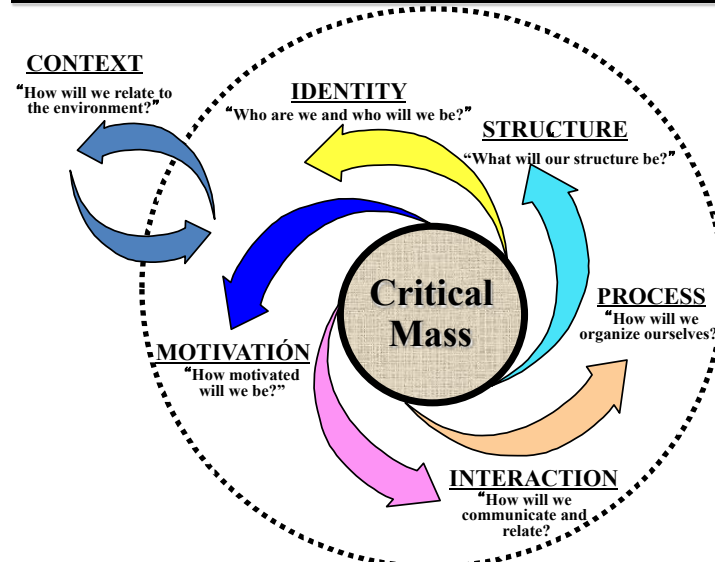 CONTEXT
“How will we relate to
the environment?”
IDENTITY
“Who are we and who will we be?”
STRUCTURE
“What will our structure be?”
Critical
Mass
PROCESS
“How will we
organize ourselves?
MOTIVATIÓN
“How motivated
will we be?”
INTERACTION
“How will we
communicate and
relate?